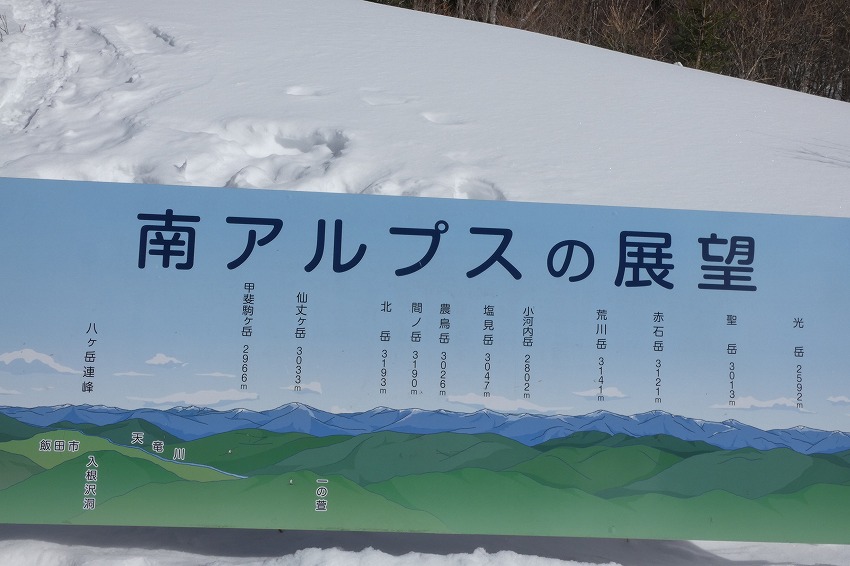 南アルプスの展望
八ヶ岳連峰
甲斐駒ヶ岳 2966m
仙丈ヶ岳 3033m
北岳 3193m
間ノ岳 3190m
農鳥岳 3026m
塩見岳 3047m
小河内岳 2802m
荒川岳 3141m
赤石岳 3121m
聖岳 3013m
光岳 2592m
飯田市
天竜川
入根沢洞
一の萱